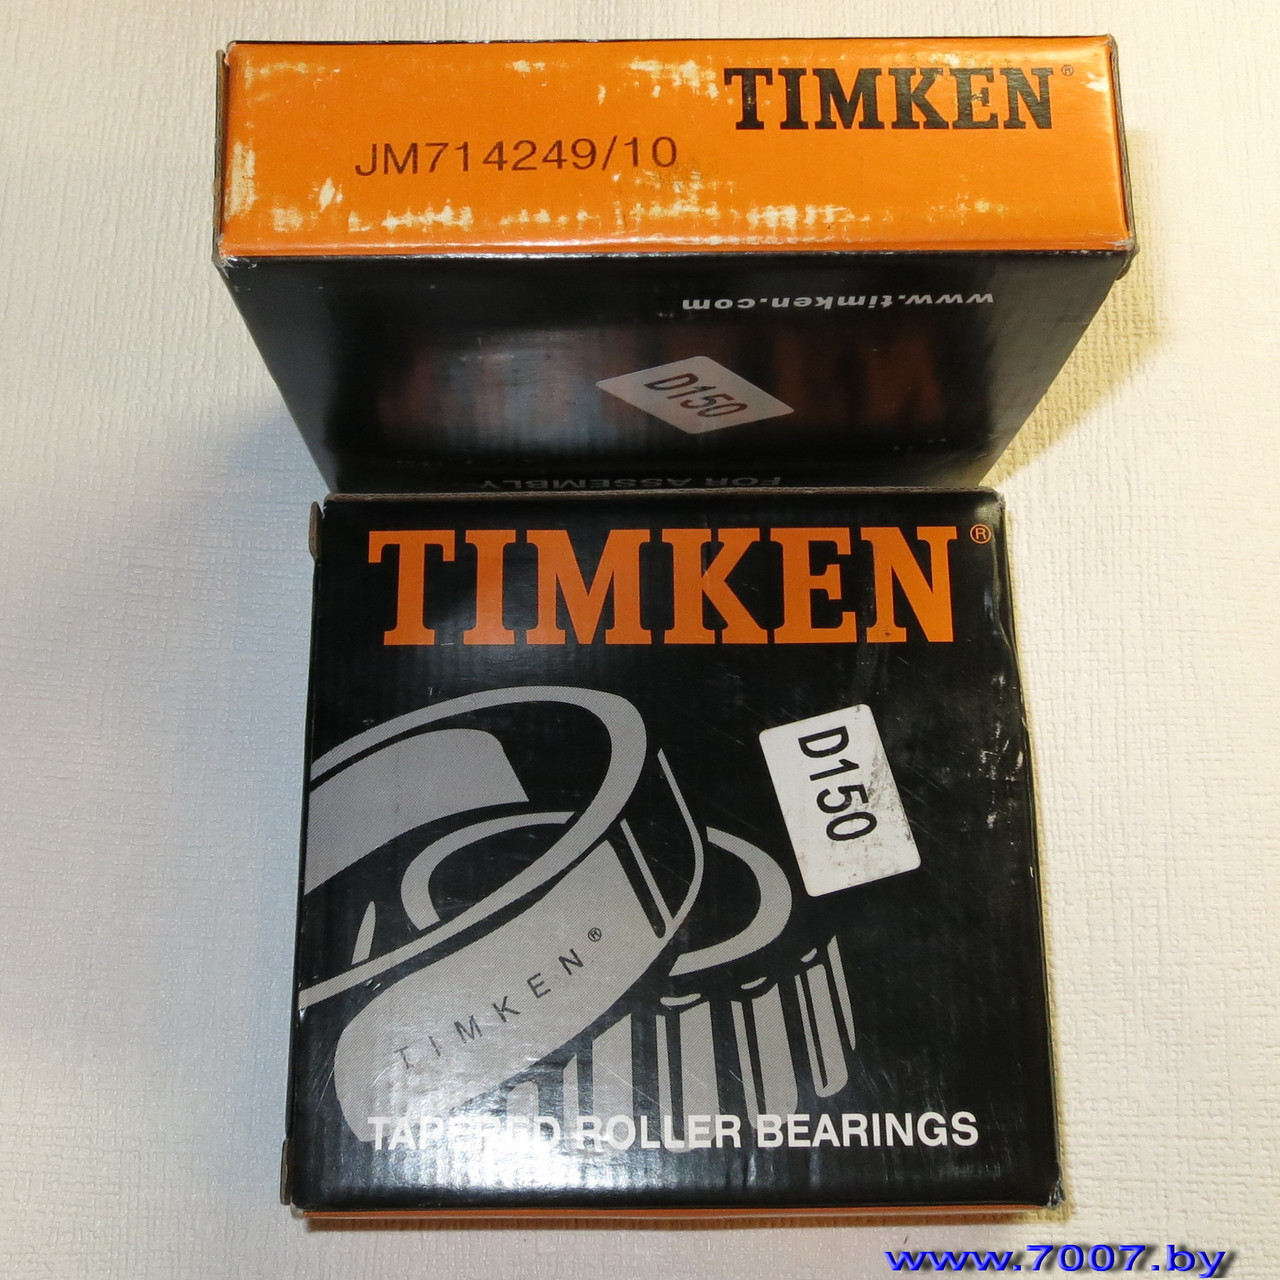 TIMKEN®
JM714249/10
www.timken.com
D150
FOR ASSEMBLY
TIMKEN®
D150
TIMKEN®
TAPERED ROLLER BEARINGS
www.7007.by